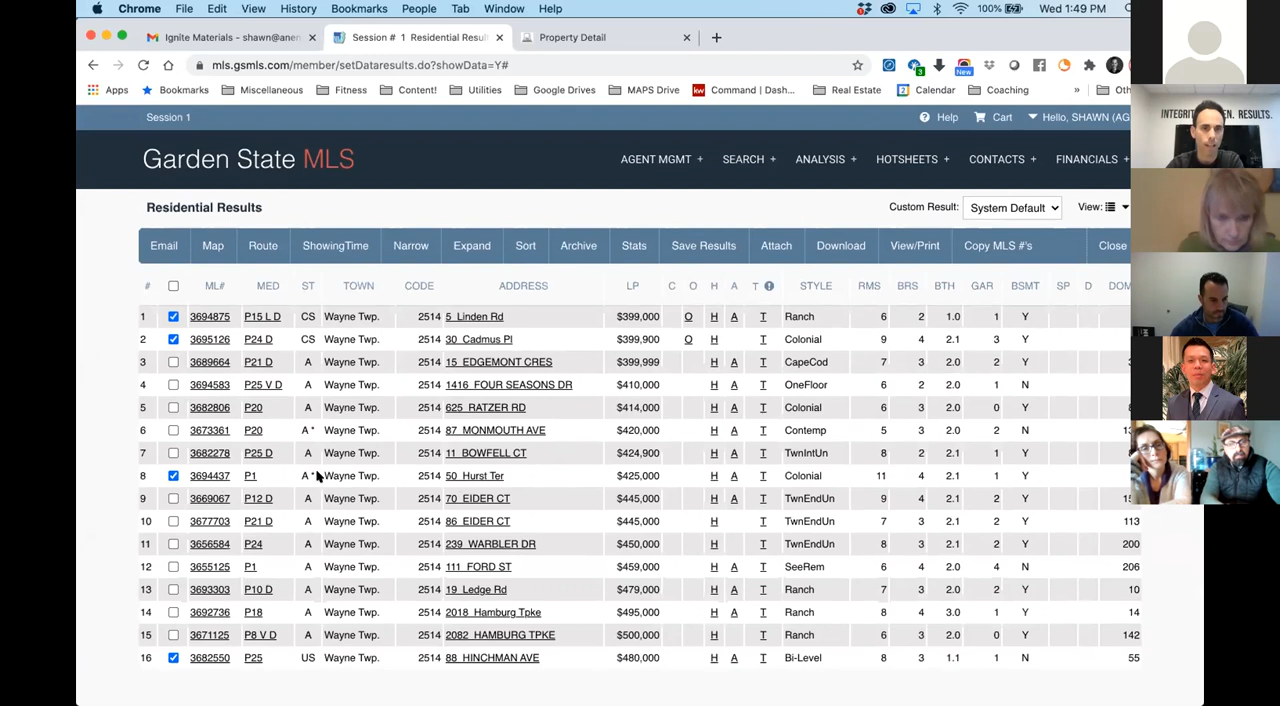 Chrome File Edit View History Bookmarks People Tab Window Help 100% Wed 1:49 PM
Ignite Materials - shawn@anen × Session # 1 Residential Resul × Property Detail × +
mls.gsmls.com/member/setDataresults.do?showData=Y# 3 New
Apps Bookmarks Miscellaneous Fitness Content! Utilities Google Drives MAPS Drive kw Command | Dash... Real Estate 2 Calendar Coaching » Oth
Session 1 Help Cart Hello, SHAWN (AG
Garden State MLS AGENT MGMT + SEARCH + ANALYSIS + HOTSHEETS + CONTACTS + FINANCIALS +
Residential Results Custom Result: System Default View:
Email Map Route ShowingTime Narrow Expand Sort Archive Stats Save Results Attach Download View/Print Copy MLS #'s Close
# ML# MED ST TOWN CODE ADDRESS LP C O H A T STYLE RMS BRS BTH GAR BSMT SP D DOM
1 3694875 P15 L D CS Wayne Twp. 2514 5 Linden Rd $399,000 O H A T Ranch 6 2 1.0 1 Y
2 3695126 P24 D CS Wayne Twp. 2514 30 Cadmus Pl $399,900 O H T Colonial 9 4 2.1 3 Y
3 3689664 P21 D A Wayne Twp. 2514 15 EDGEMONT CRES $399,999 H A T CapeCod 7 3 2.0 2 Y
4 3694583 P25 V D A Wayne Twp. 2514 1416 FOUR SEASONS DR $410,000 H A T OneFloor 6 2 2.0 1 N
5 3682806 P20 A Wayne Twp. 2514 625 RATZER RD $414,000 H A T Colonial 6 3 2.0 0 Y
6 3673361 P20 A * Wayne Twp. 2514 87 MONMOUTH AVE $420,000 H A T Contemp 5 3 2.0 2 N
7 3682278 P25 D A Wayne Twp. 2514 11 BOWFELL CT $424,900 H A T TwnIntUn 8 2 2.1 1 Y
8 3694437 P1 A * Wayne Twp. 2514 50 Hurst Ter $425,000 H A T Colonial 11 4 2.1 1 Y
9 3669067 P12 D A Wayne Twp. 2514 70 EIDER CT $445,000 H A T TwnEndUn 9 4 2.1 2 Y
10 3677703 P21 D A Wayne Twp. 2514 86 EIDER CT $445,000 H T TwnEndUn 7 3 2.1 2 Y 113
11 3656584 P24 A Wayne Twp. 2514 239 WARBLER DR $450,000 H A T TwnEndUn 8 3 2.1 2 Y 200
12 3655125 P1 A Wayne Twp. 2514 111 FORD ST $459,000 H A T SeeRem 6 4 2.0 4 N 206
13 3693303 P10 D A Wayne Twp. 2514 19 Ledge Rd $479,000 H A T Ranch 7 4 2.0 2 Y 10
14 3692736 P18 A Wayne Twp. 2514 2018 Hamburg Tpke $495,000 H A T Ranch 8 4 3.0 1 Y 14
15 3671125 P8 V D A Wayne Twp. 2514 2082 HAMBURG TPKE $500,000 H T Ranch 6 3 2.0 0 Y 142
16 3682550 P25 US Wayne Twp. 2514 88 HINCHMAN AVE $480,000 H A T Bi-Level 8 3 1.1 1 N 55
RESULTS.